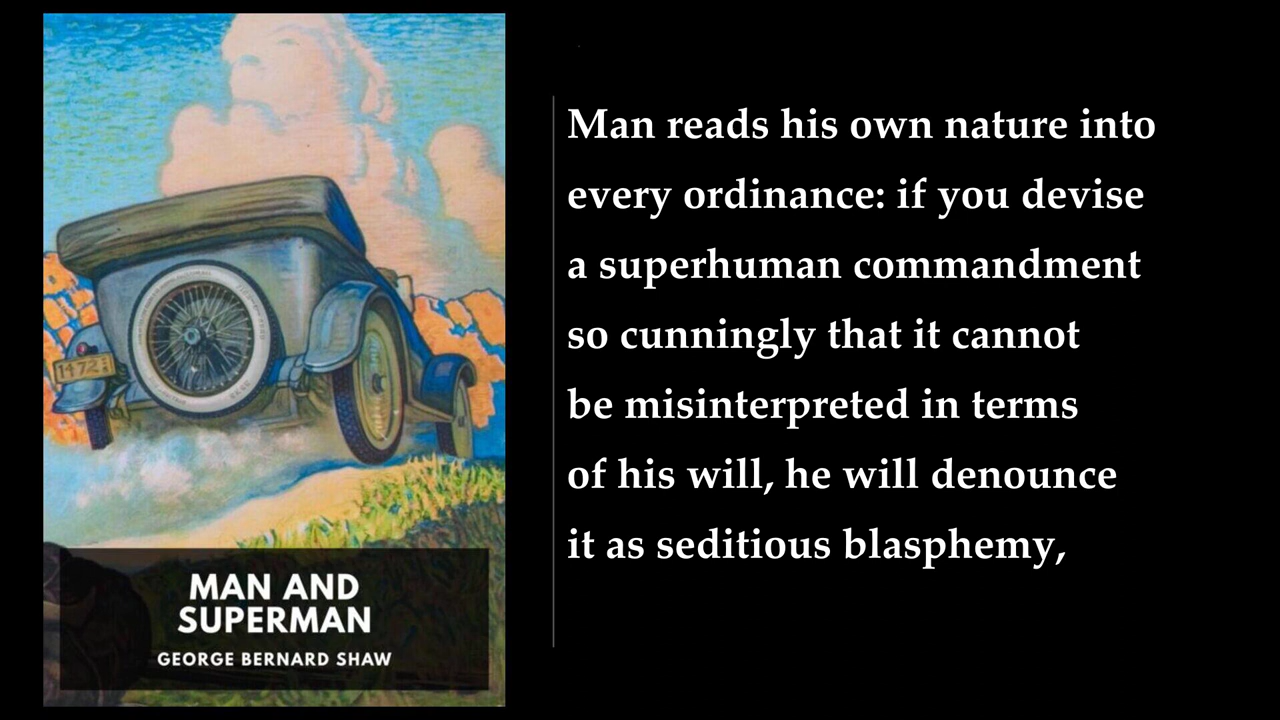 Man reads his own nature into
every ordinance: if you devise
a superhuman commandment
so cunningly that it cannot
be misinterpreted in terms
of his will, he will denounce
it as seditious blasphemy,
1472
MAN AND
SUPERMAN
GEORGE BERNARD SHAW